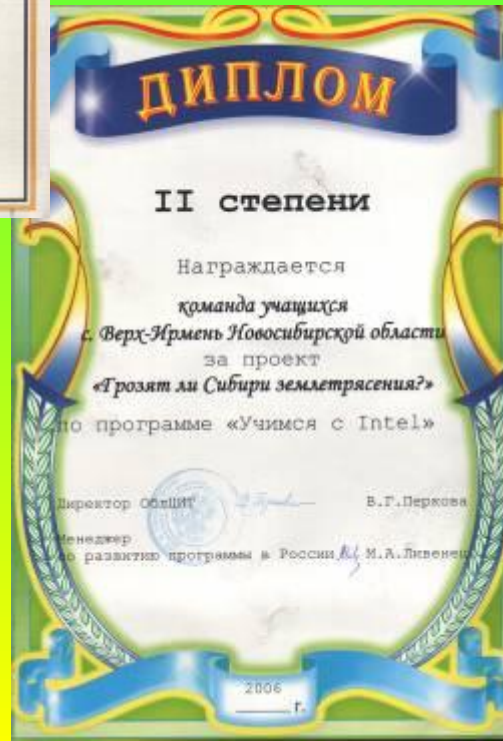 ДИПЛОМ
II степени
Награждается
команда учащихся
с. Верх-Ирмень Новосибирской области
за проект
«Грозят ли Сибири землетрясения?»
по программе «Учимся с Intel»
Директор ОблЦИТ В.Г.Перкова
Менеджер
по развитию программы в России М.А.Ливенец
2006
г.